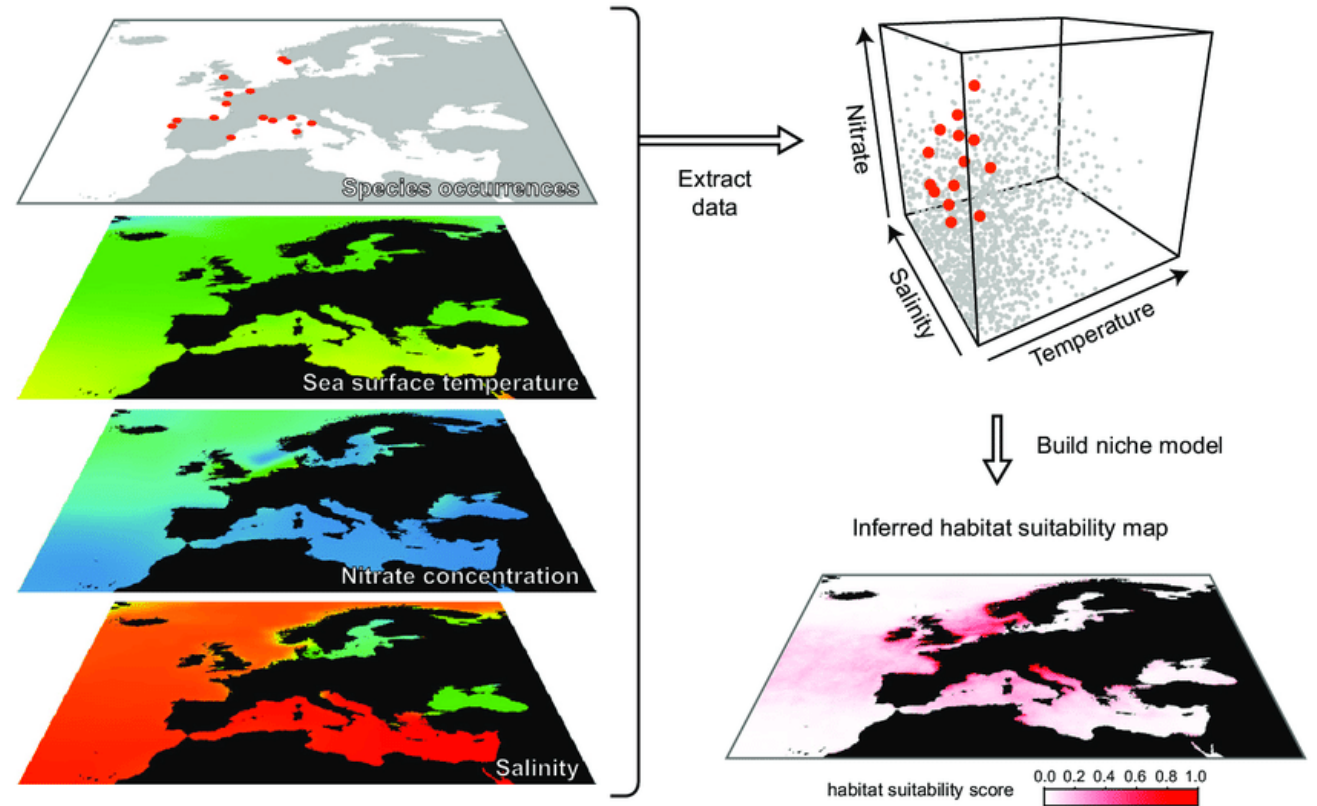 Species occurrences
Sea surface temperature
Nitrate concentration
Salinity
Extract
data
Nitrate
Salinity
Temperature
Build niche model
Inferred habitat suitability map
habitat suitability score
0.0 0.2 0.4 0.6 0.8 1.0